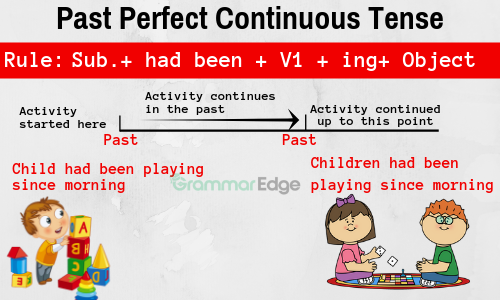 Past Perfect Continuous Tense
Rule: Sub.+ had been + V1 + ing+ Object
Activity
started here
Activity continues
in the past
Activity continued
up to this point
Past
Past
Child had been playing
since morning
GrammarEdge
Children had been
playing since morning
A
B
C
H